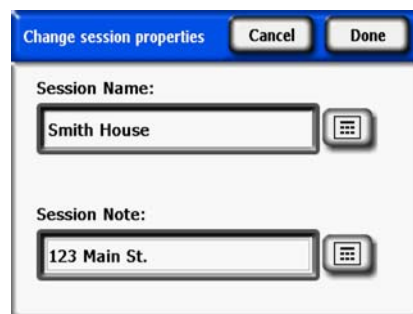 Change session properties Cancel Done
Session Name:
Smith House
Session Note:
123 Main St.